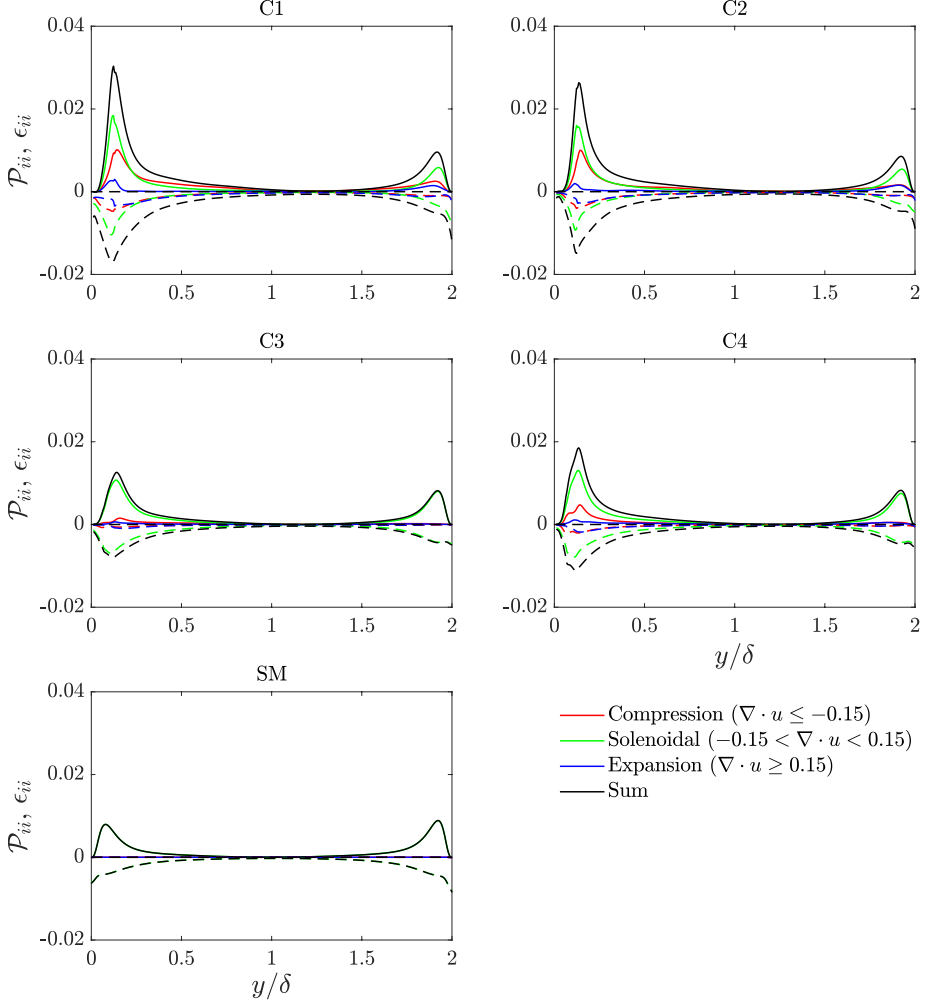 C1
C2
0.04
0.02
0
-0.02
0 0.5 1 1.5 2
𝒫ᵢᵢ, ϵᵢᵢ
0.04
0.02
0
-0.02
0 0.5 1 1.5 2
C3
C4
0.04
0.02
0
-0.02
0 0.5 1 1.5 2
𝒫ᵢᵢ, ϵᵢᵢ
0.04
0.02
0
-0.02
0 0.5 1 1.5 2
y/δ
SM
0.04
0.02
0
-0.02
0 0.5 1 1.5 2
𝒫ᵢᵢ, ϵᵢᵢ
y/δ
Compression (∇ · u ≤ −0.15)
Solenoidal (−0.15 < ∇ · u < 0.15)
Expansion (∇ · u ≥ 0.15)
Sum